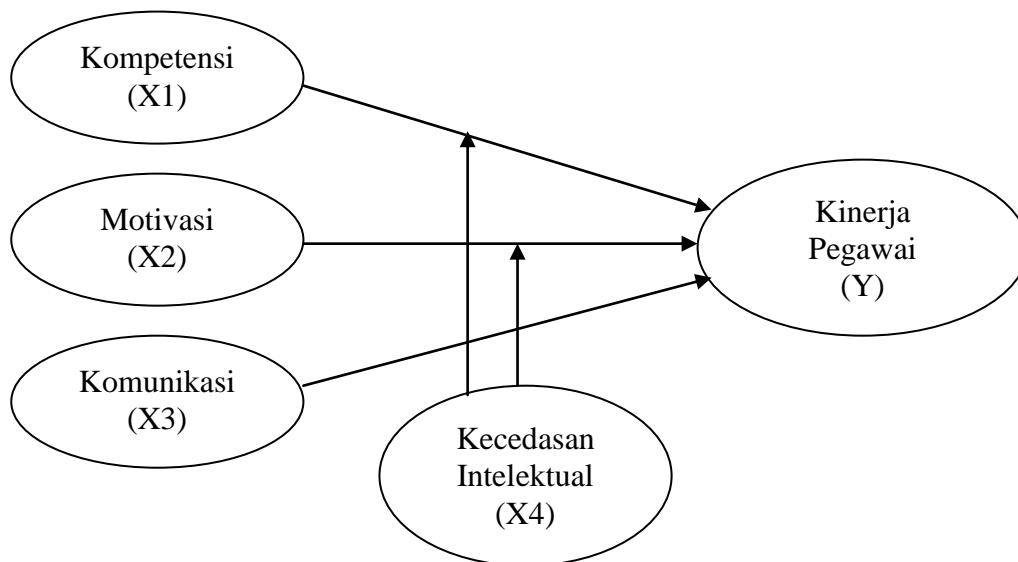 Kompetensi
(X1)
Motivasi
(X2)
Kinerja
Pegawai
(Y)
Komunikasi
(X3)
Kecedasan
Intelektual
(X4)